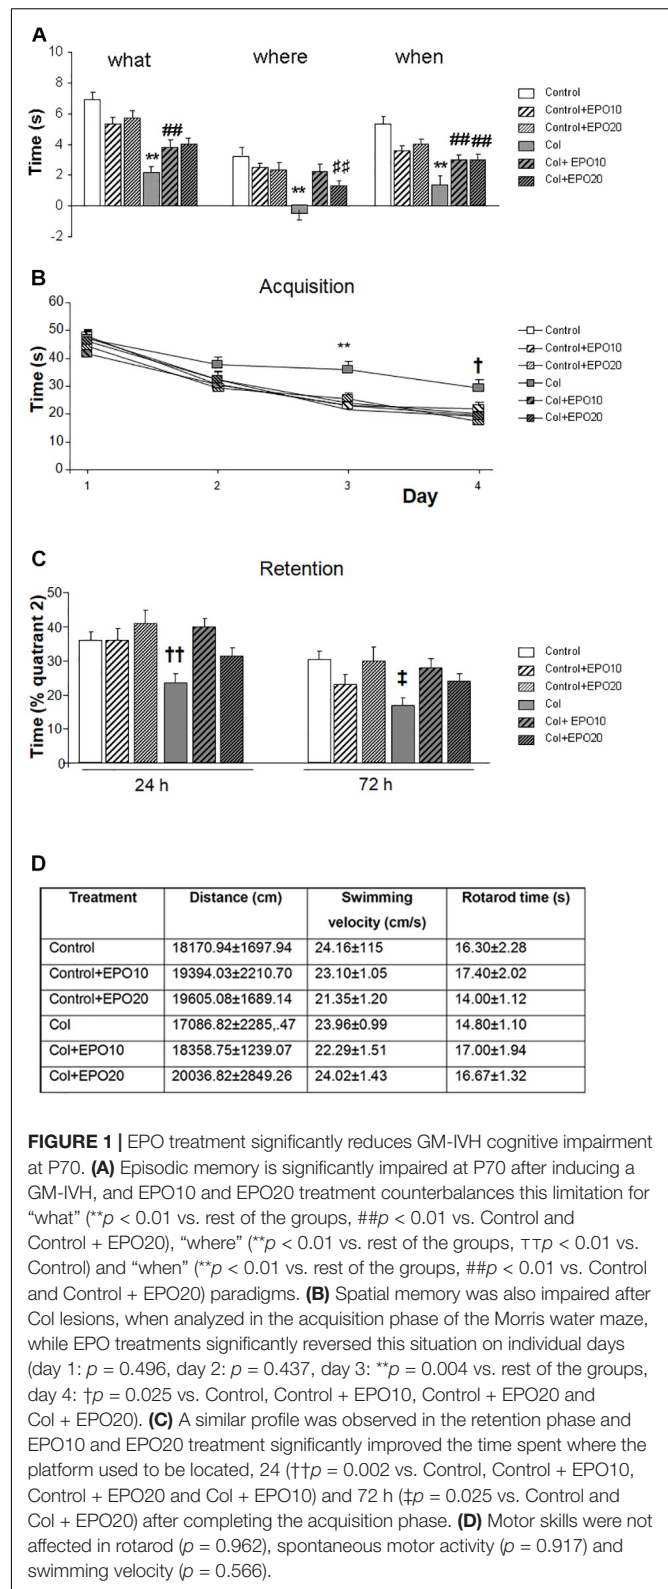 A
what
where
when
Time (s)
10
8
6
4
2
0
-2
**
##
**
♯♯
**
##
##
Control
Control+EPO10
Control+EPO20
Col
Col+ EPO10
Col+EPO20
B
Acquisition
Time (s)
60
50
40
30
20
10
0
**
†
1
2
3
4
Day
Control
Control+EPO10
Control+EPO20
Col
Col+EPO10
Col+EPO20
C
Retention
Time (% quatrant 2)
50
40
30
20
10
0
††
‡
24 h
72 h
Control
Control+EPO10
Control+EPO20
Col
Col+ EPO10
Col+EPO20
D
Treatment Distance (cm) Swimming velocity (cm/s) Rotarod time (s)
Control 18170.94±1697.94 24.16±115 16.30±2.28
Control+EPO10 19394.03±2210.70 23.10±1.05 17.40±2.02
Control+EPO20 19605.08±1689.14 21.35±1.20 14.00±1.12
Col 17086.82±2285,.47 23.96±0.99 14.80±1.10
Col+EPO10 18358.75±1239.07 22.29±1.51 17.00±1.94
Col+EPO20 20036.82±2849.26 24.02±1.43 16.67±1.32
FIGURE 1 | EPO treatment significantly reduces GM-IVH cognitive impairment
at P70. (A) Episodic memory is significantly impaired at P70 after inducing a
GM-IVH, and EPO10 and EPO20 treatment counterbalances this limitation for
“what” (**p < 0.01 vs. rest of the groups, ##p < 0.01 vs. Control and
Control + EPO20), “where” (**p < 0.01 vs. rest of the groups, ⊤⊤p < 0.01 vs.
Control) and “when” (**p < 0.01 vs. rest of the groups, ##p < 0.01 vs. Control
and Control + EPO20) paradigms. (B) Spatial memory was also impaired after
Col lesions, when analyzed in the acquisition phase of the Morris water maze,
while EPO treatments significantly reversed this situation on individual days
(day 1: p = 0.496, day 2: p = 0.437, day 3: **p = 0.004 vs. rest of the groups,
day 4: †p = 0.025 vs. Control, Control + EPO10, Control + EPO20 and
Col + EPO20). (C) A similar profile was observed in the retention phase and
EPO10 and EPO20 treatment significantly improved the time spent where the
platform used to be located, 24 (††p = 0.002 vs. Control, Control + EPO10,
Control + EPO20 and Col + EPO10) and 72 h (‡p = 0.025 vs. Control and
Col + EPO20) after completing the acquisition phase. (D) Motor skills were not
affected in rotarod (p = 0.962), spontaneous motor activity (p = 0.917) and
swimming velocity (p = 0.566).